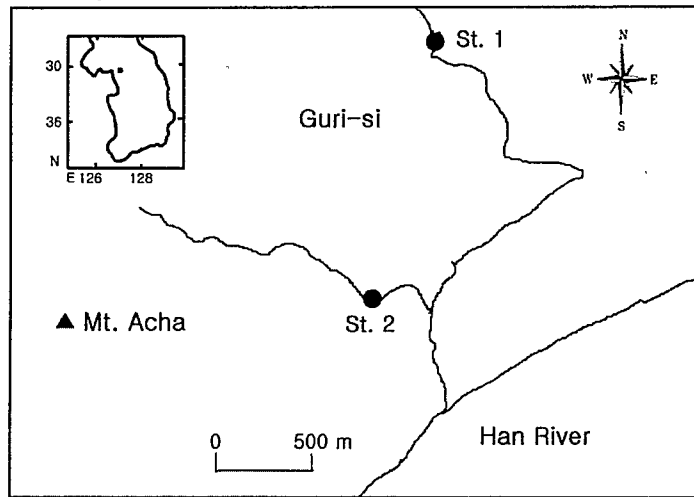 St. 1
N
W E
S
30
36
N
E 126 128
Guri-si
St. 2
Mt. Acha
0 500 m
Han River